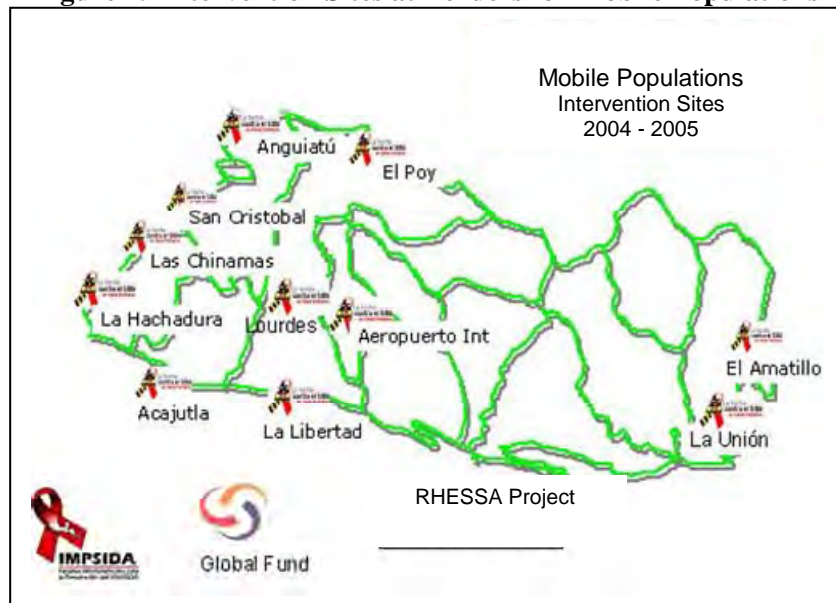 Mobile Populations
Intervention Sites
2004 - 2005
Anguiatú
El Poy
San Cristobal
Las Chinamas
La Hachadura
Lourdes
Aeropuerto Int
El Amatillo
Acajutla
La Libertad
La Unión
RHESSA Project
IMPSIDA
Global Fund